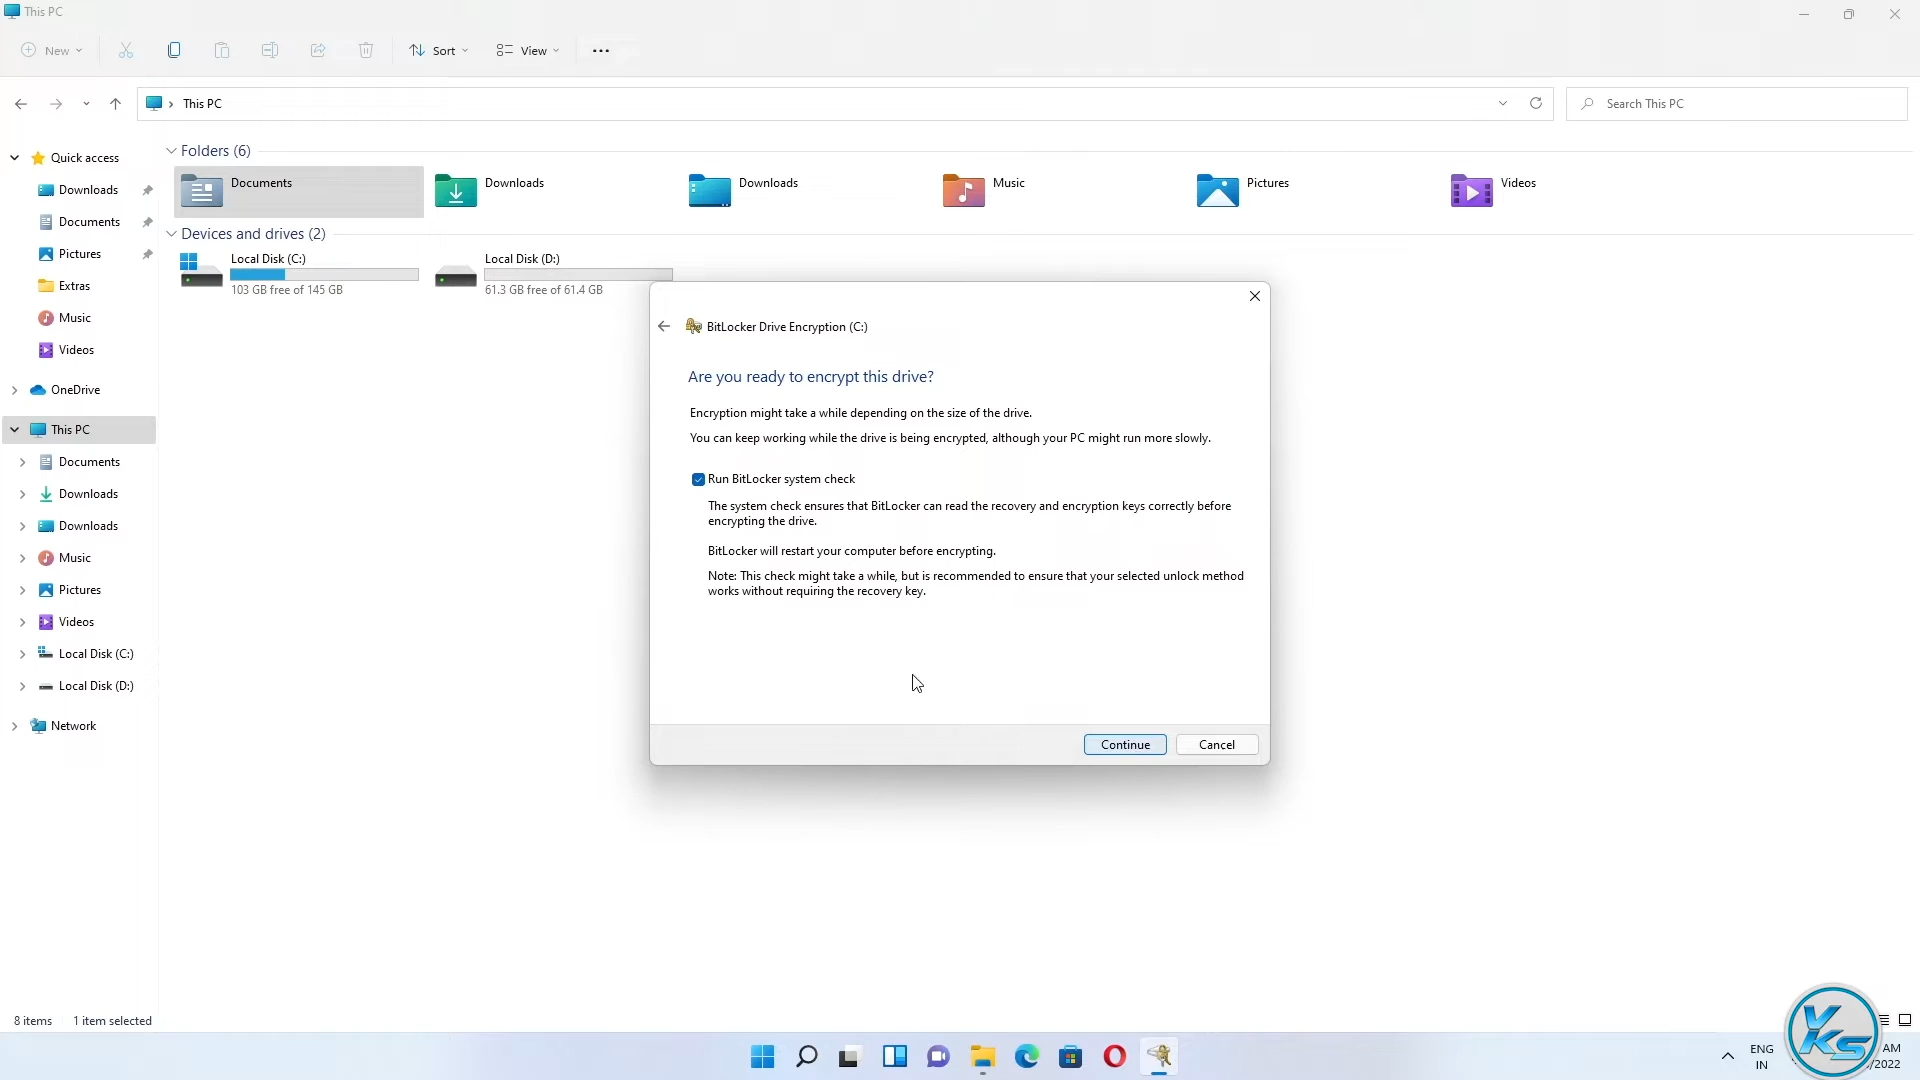 This PC
New
Sort
View
This PC
Search This PC
Quick access
Downloads
Documents
Pictures
Extras
Music
Videos
OneDrive
This PC
Documents
Downloads
Downloads
Music
Pictures
Videos
Local Disk (C:)
Local Disk (D:)
Network
Folders (6)
Documents
Downloads
Downloads
Music
Pictures
Videos
Devices and drives (2)
Local Disk (C:)
103 GB free of 145 GB
Local Disk (D:)
61.3 GB free of 61.4 GB
BitLocker Drive Encryption (C:)
Are you ready to encrypt this drive?
Encryption might take a while depending on the size of the drive.
You can keep working while the drive is being encrypted, although your PC might run more slowly.
Run BitLocker system check
The system check ensures that BitLocker can read the recovery and encryption keys correctly before
encrypting the drive.
BitLocker will restart your computer before encrypting.
Note: This check might take a while, but is recommended to ensure that your selected unlock method
works without requiring the recovery key.
Continue
Cancel
8 items
1 item selected
ENG
IN
AM
/2022
YKS